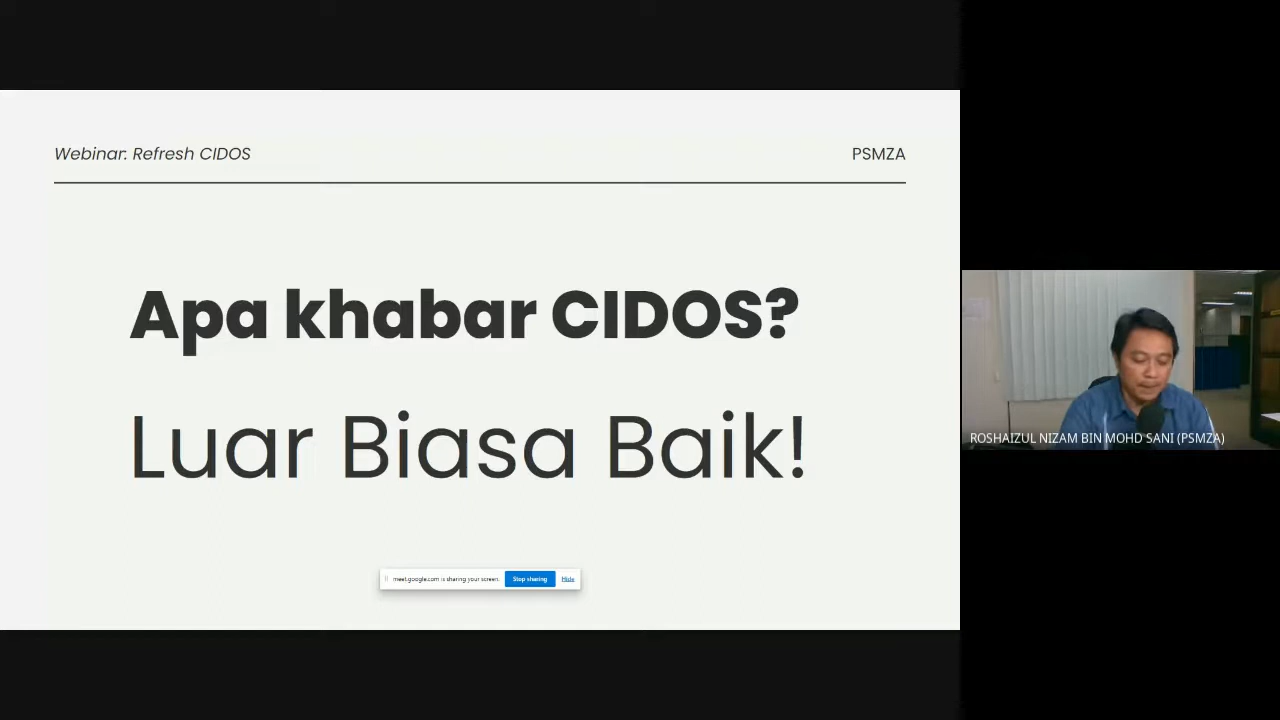 Webinar: Refresh CIDOS
PSMZA
Apa khabar CIDOS?
Luar Biasa Baik!
meet.google.com is sharing your screen.
Stop sharing
Hide
ROSHAIZUL NIZAM BIN MOHD SANI (PSMZA)